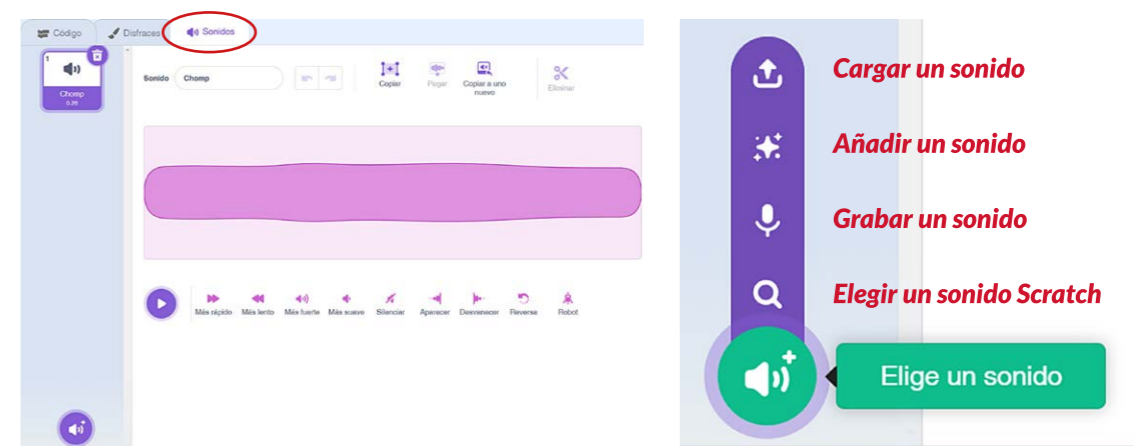 Código
Disfraces
Sonidos
1
Chomp
0.26
Sonido
Chomp
Copiar
Pegar
Copiar a uno
nuevo
Eliminar
Más rápido
Más lento
Más fuerte
Más suave
Silenciar
Aparecer
Desvanecer
Reverse
Robot
Cargar un sonido
Añadir un sonido
Grabar un sonido
Elegir un sonido Scratch
Elige un sonido